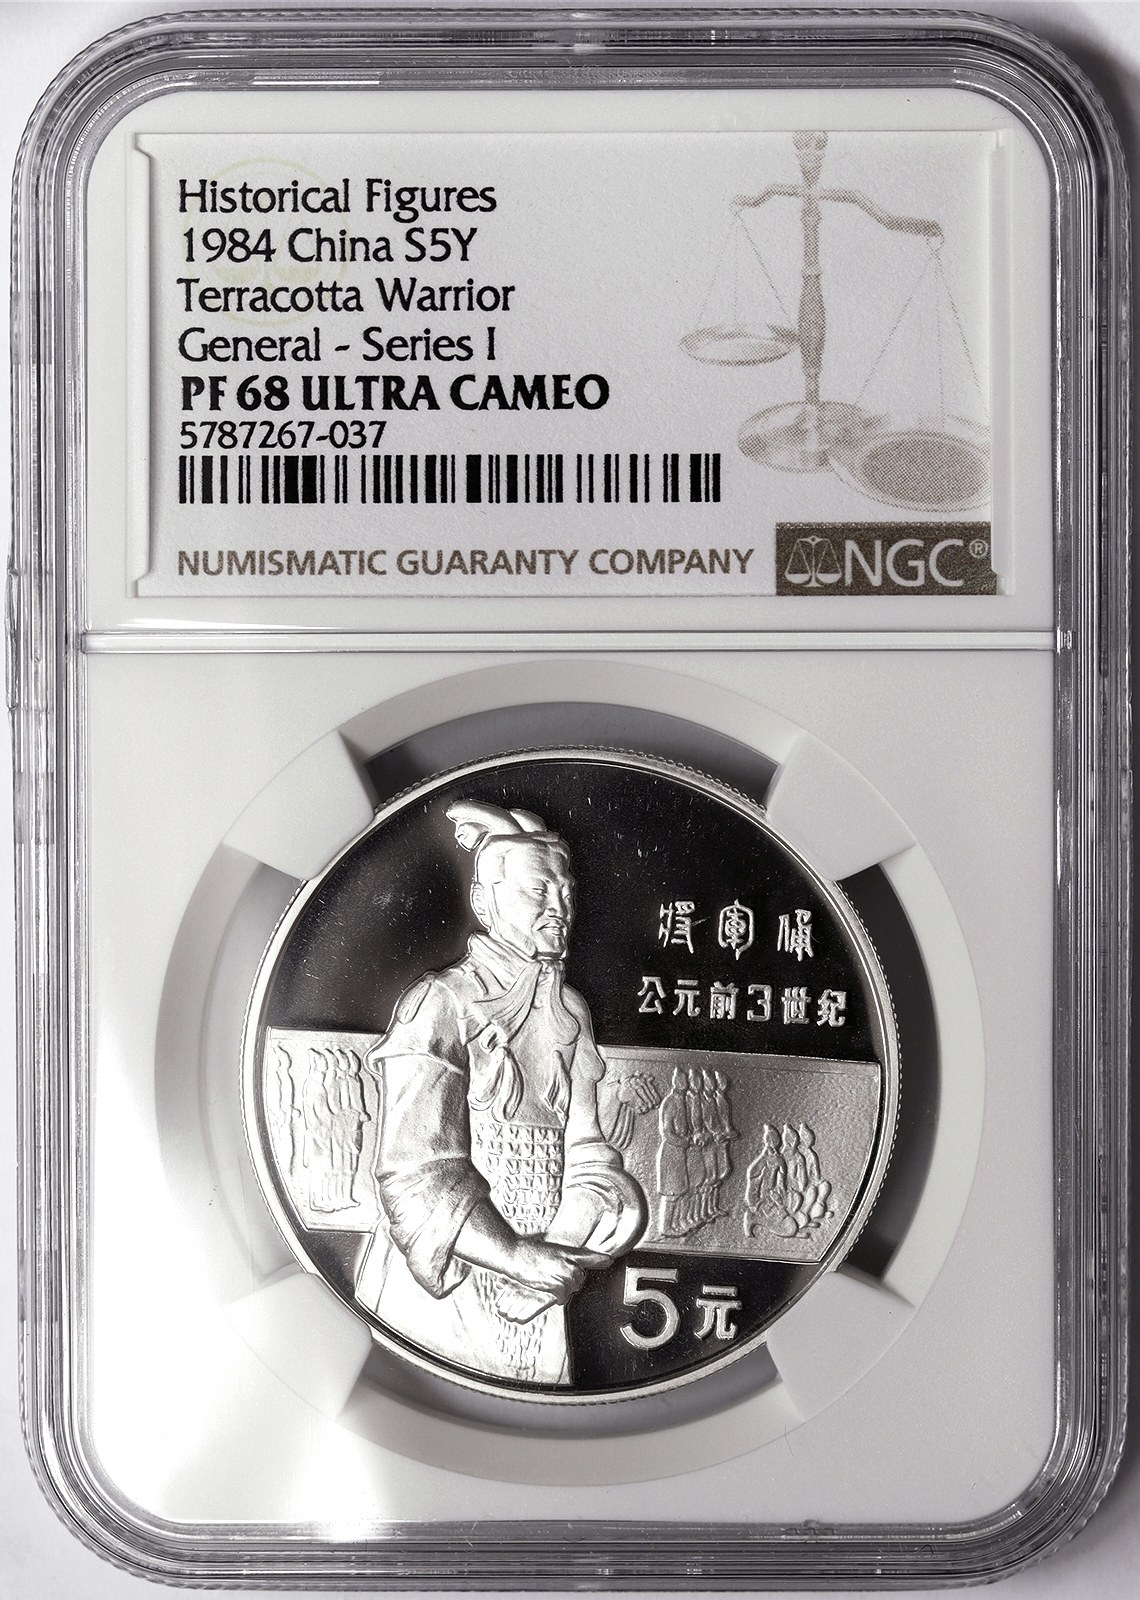 Historical Figures
1984 China S5Y
Terracotta Warrior
General - Series I
PF 68 ULTRA CAMEO
5787267-037
NUMISMATIC GUARANTY COMPANY
NGC®
將軍俑
公元前3世纪
5元